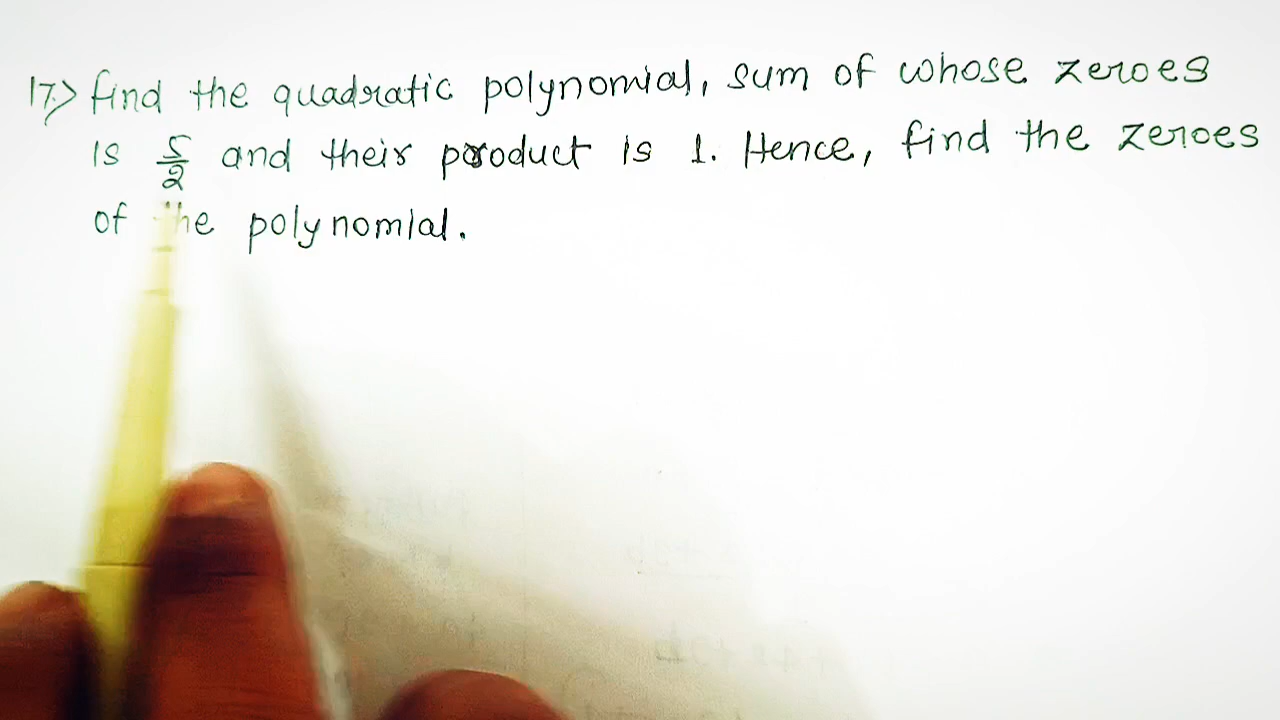 17.> find the quadratic polynomial, sum of whose zeroes
is 5/2 and their product is 1. Hence, find the zeroes
of the polynomial.